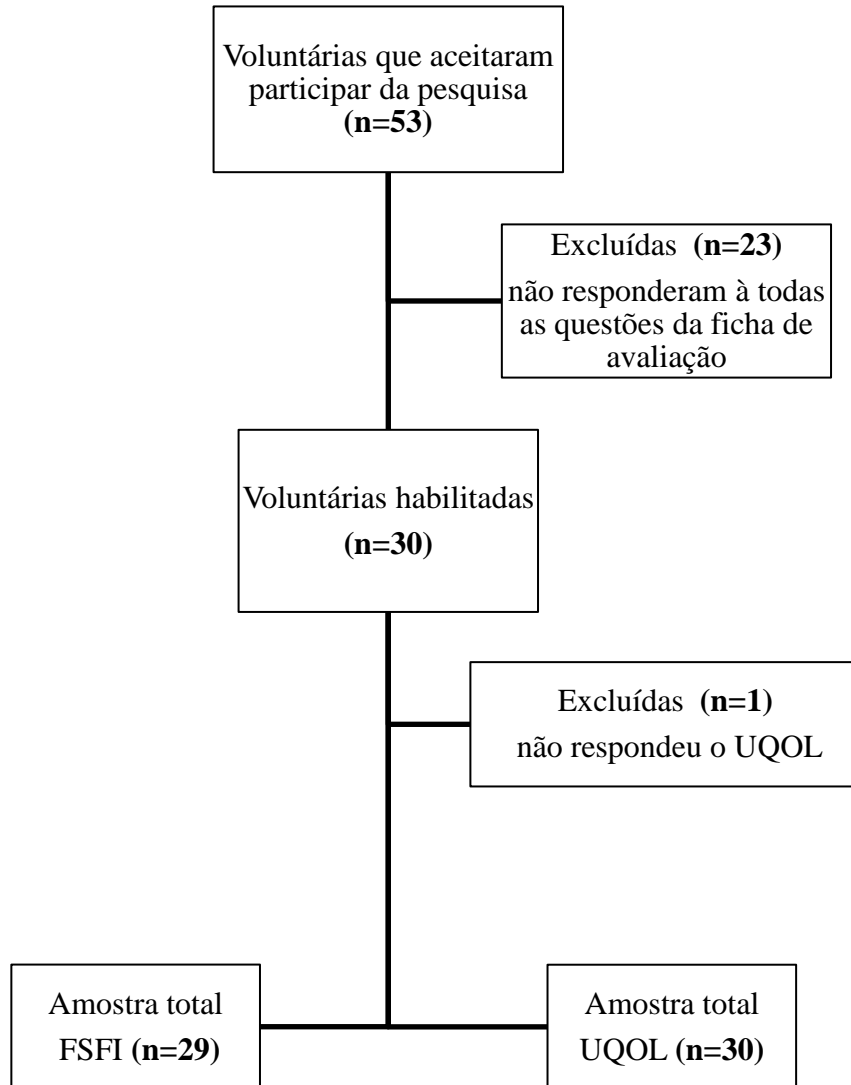 Voluntárias que aceitaram
participar da pesquisa
(n=53)
Excluídas (n=23)
não responderam à todas
as questões da ficha de
avaliação
Voluntárias habilitadas
(n=30)
Excluídas (n=1)
não respondeu o UQOL
Amostra total
FSFI (n=29)
Amostra total
UQOL (n=30)